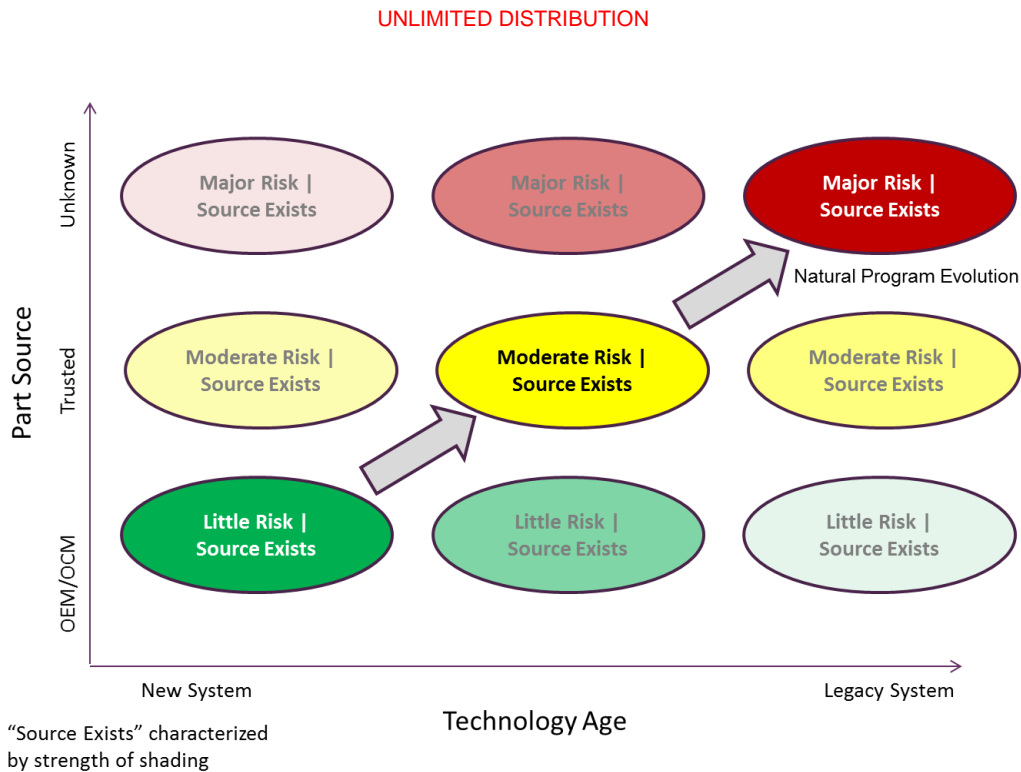 UNLIMITED DISTRIBUTION
Unknown
Major Risk |
Source Exists
Major Risk |
Source Exists
Major Risk |
Source Exists
Natural Program Evolution
Part Source
Trusted
Moderate Risk |
Source Exists
Moderate Risk |
Source Exists
Moderate Risk |
Source Exists
OEM/OCM
Little Risk |
Source Exists
Little Risk |
Source Exists
Little Risk |
Source Exists
New System
Legacy System
Technology Age
“Source Exists” characterized
by strength of shading